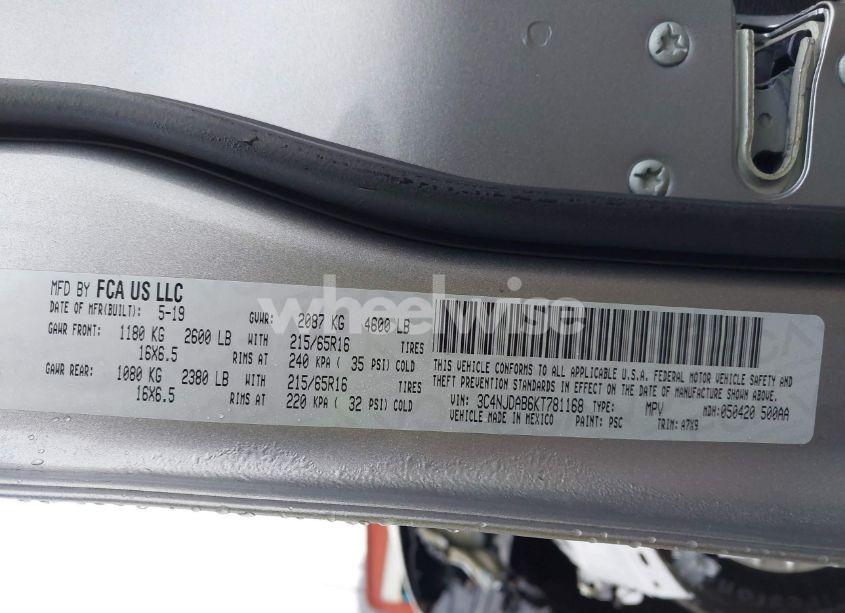 MFD BY FCA US LLC
DATE OF MFR(BUILT): 5-19 GVWR: 2087 KG 4600 LB
GAWR FRONT: 1180 KG 2600 LB WITH 215/65R16 TIRES
16X6.5 RIMS AT 240 KPA ( 35 PSI) COLD
GAWR REAR: 1080 KG 2380 LB WITH 215/65R16 TIRES
16X6.5 RIMS AT 220 KPA ( 32 PSI) COLD
THIS VEHICLE CONFORMS TO ALL APPLICABLE U.S.A. FEDERAL MOTOR VEHICLE SAFETY AND
THEFT PREVENTION STANDARDS IN EFFECT ON THE DATE OF MANUFACTURE SHOWN ABOVE.
VIN: 3C4NJDAB6KT781168 TYPE: MPV MDH:050420 500AA
VEHICLE MADE IN MEXICO PAINT: PSC TRIM: A7X9
wheelwise